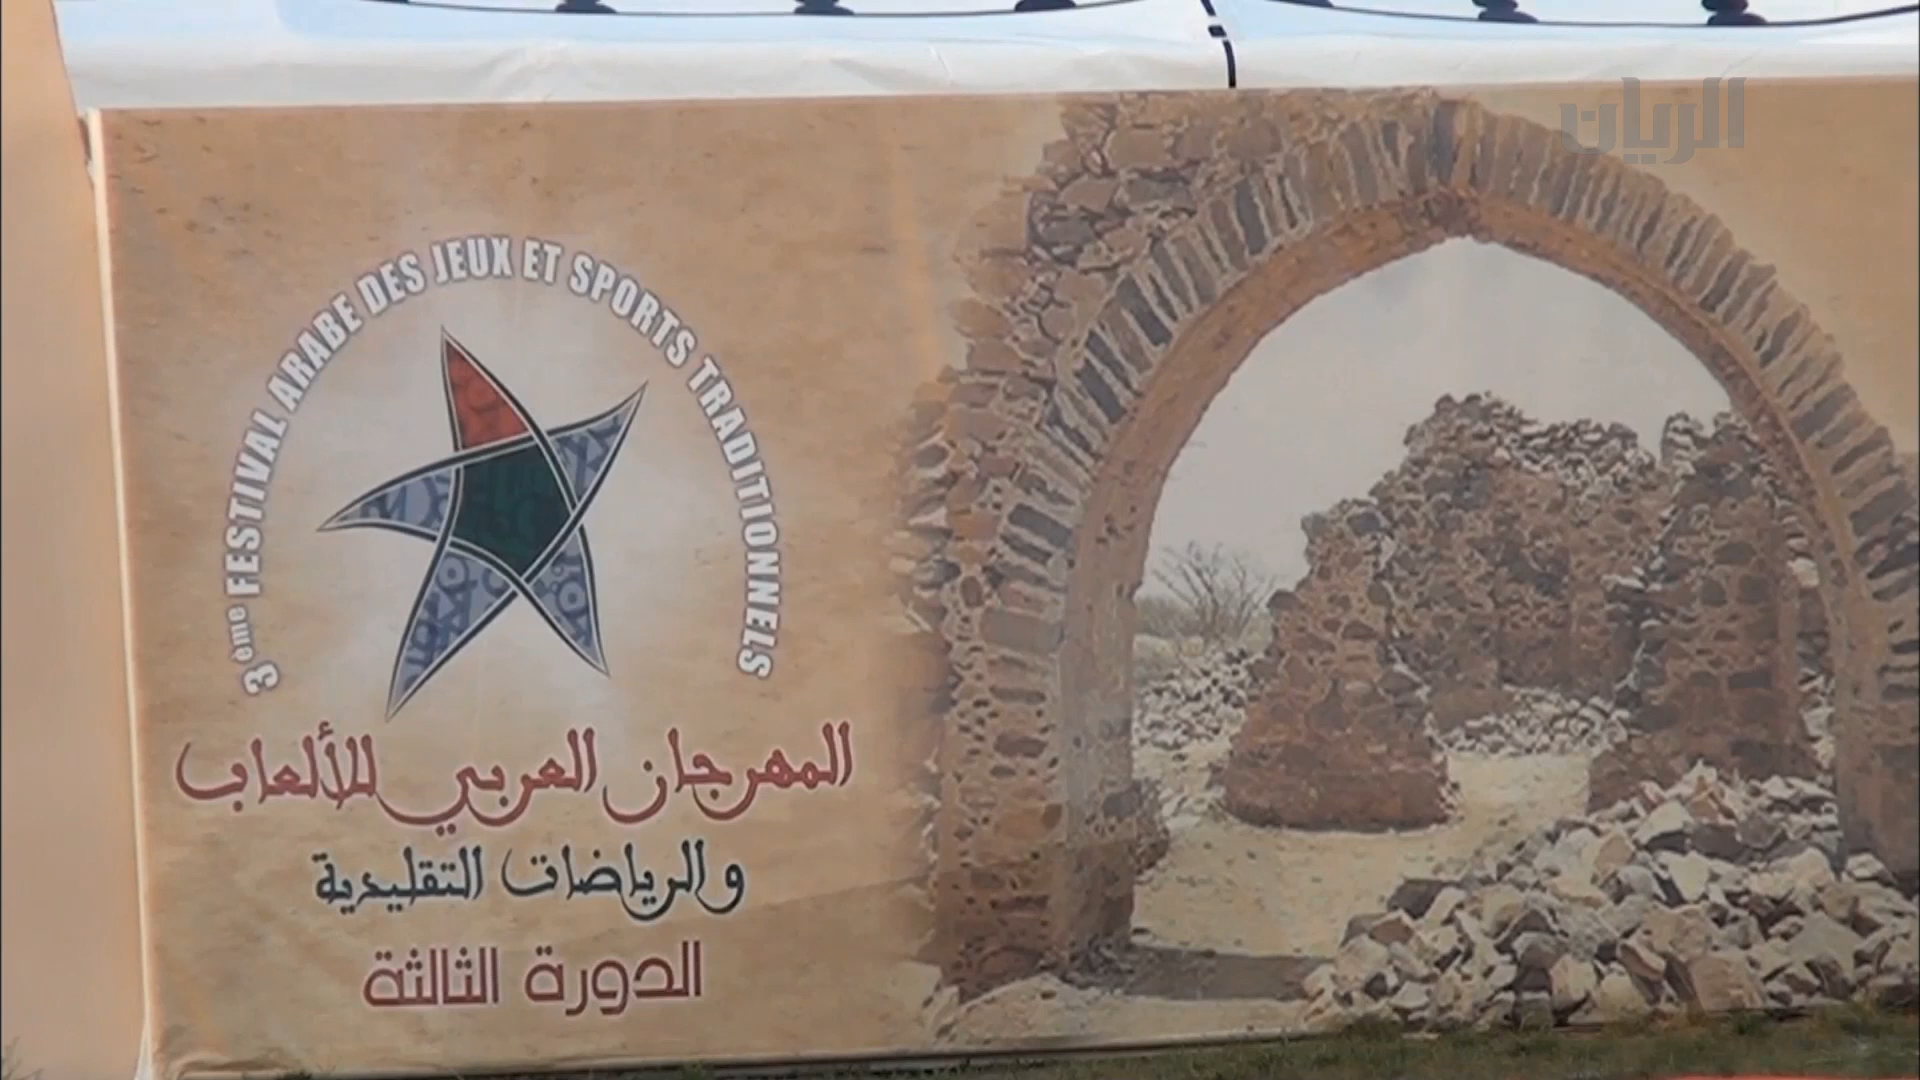 الريان
3ème FESTIVAL ARABE DES JEUX ET SPORTS TRADITIONNELS
المهرجان العربي للألعاب
والرياضات التقليدية
الدورة الثالثة